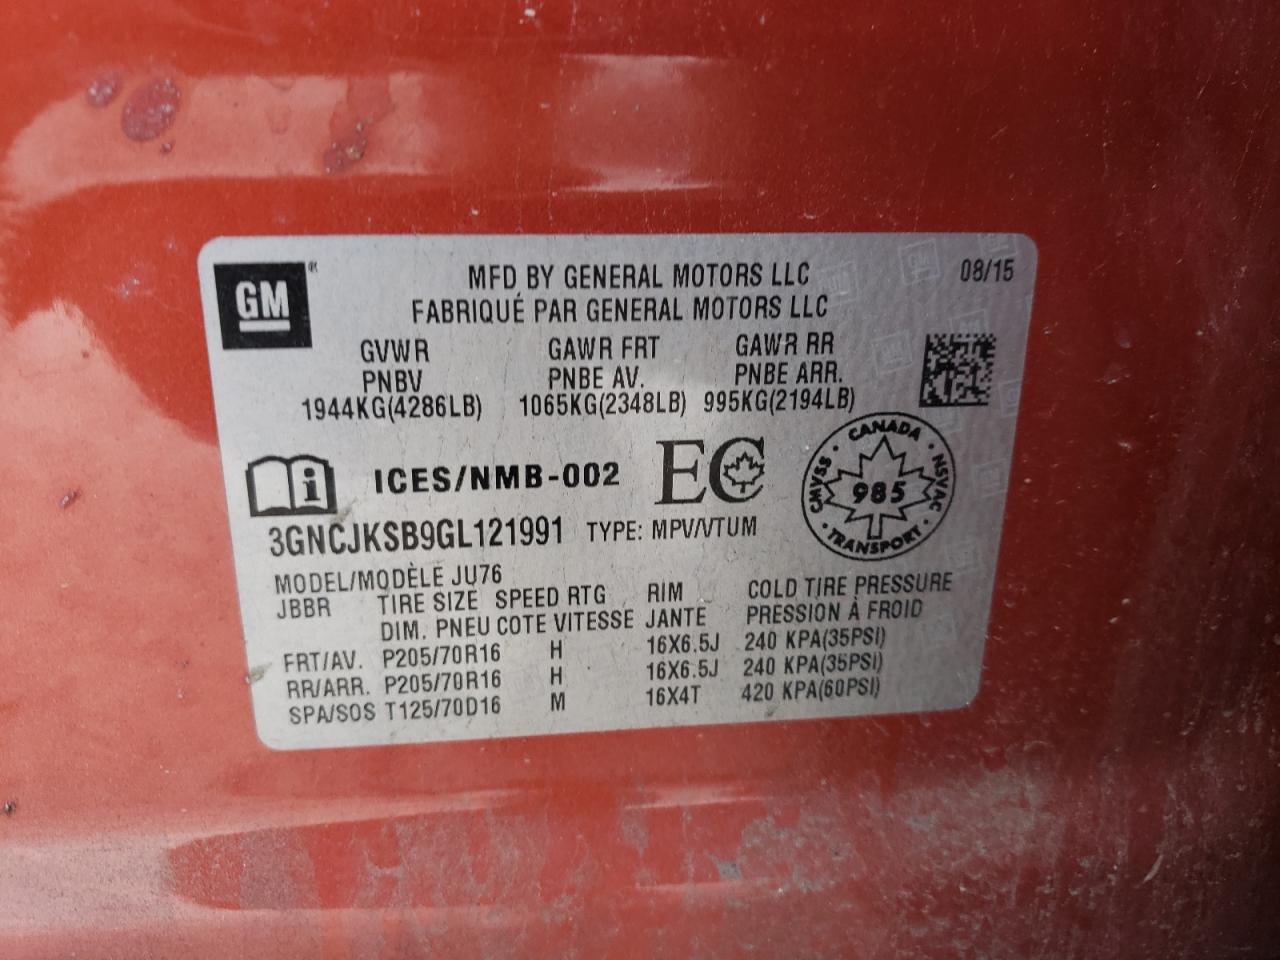 GM
MFD BY GENERAL MOTORS LLC 08/15
FABRIQUÉ PAR GENERAL MOTORS LLC
GVWR GAWR FRT GAWR RR
PNBV PNBE AV. PNBE ARR.
1944KG(4286LB) 1065KG(2348LB) 995KG(2194LB)
i ICES/NMB-002 EC
CANADA
CMVSS 985 NSVAC
TRANSPORT
3GNCJKSB9GL121991 TYPE: MPV/VTUM
MODEL/MODÈLE JU76
JBBR TIRE SIZE SPEED RTG RIM COLD TIRE PRESSURE
DIM. PNEU COTE VITESSE JANTE PRESSION À FROID
FRT/AV. P205/70R16 H 16X6.5J 240 KPA(35PSI)
RR/ARR. P205/70R16 H 16X6.5J 240 KPA(35PSI)
SPA/SOS T125/70D16 M 16X4T 420 KPA(60PSI)